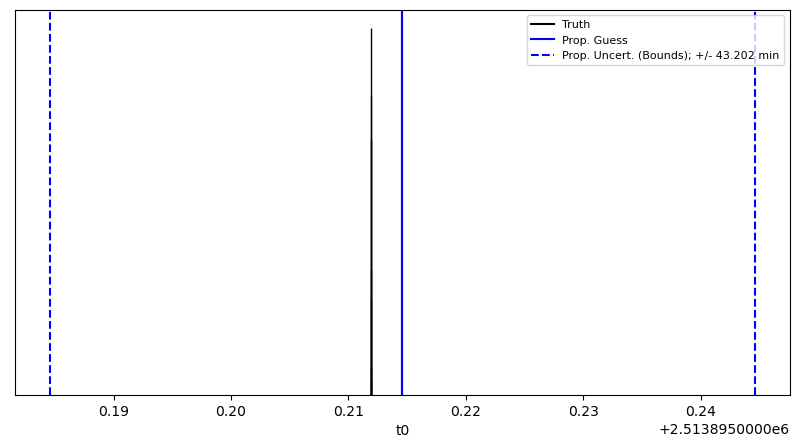 Truth
Prop. Guess
Prop. Uncert. (Bounds); +/- 43.202 min
0.19 0.20 0.21 0.22 0.23 0.24
t0 +2.5138950000e6